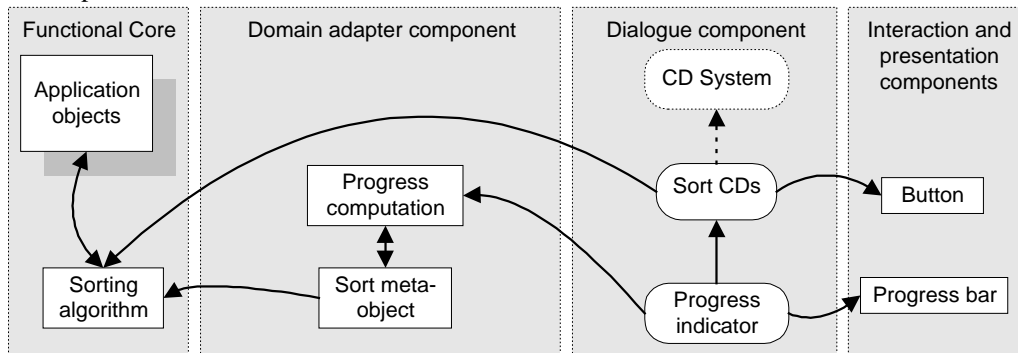 Functional Core
Domain adapter component
Dialogue component
Interaction and
presentation
components
Application
objects
CD System
Progress
computation
Sort CDs
Button
Sorting
algorithm
Sort meta-
object
Progress
indicator
Progress bar